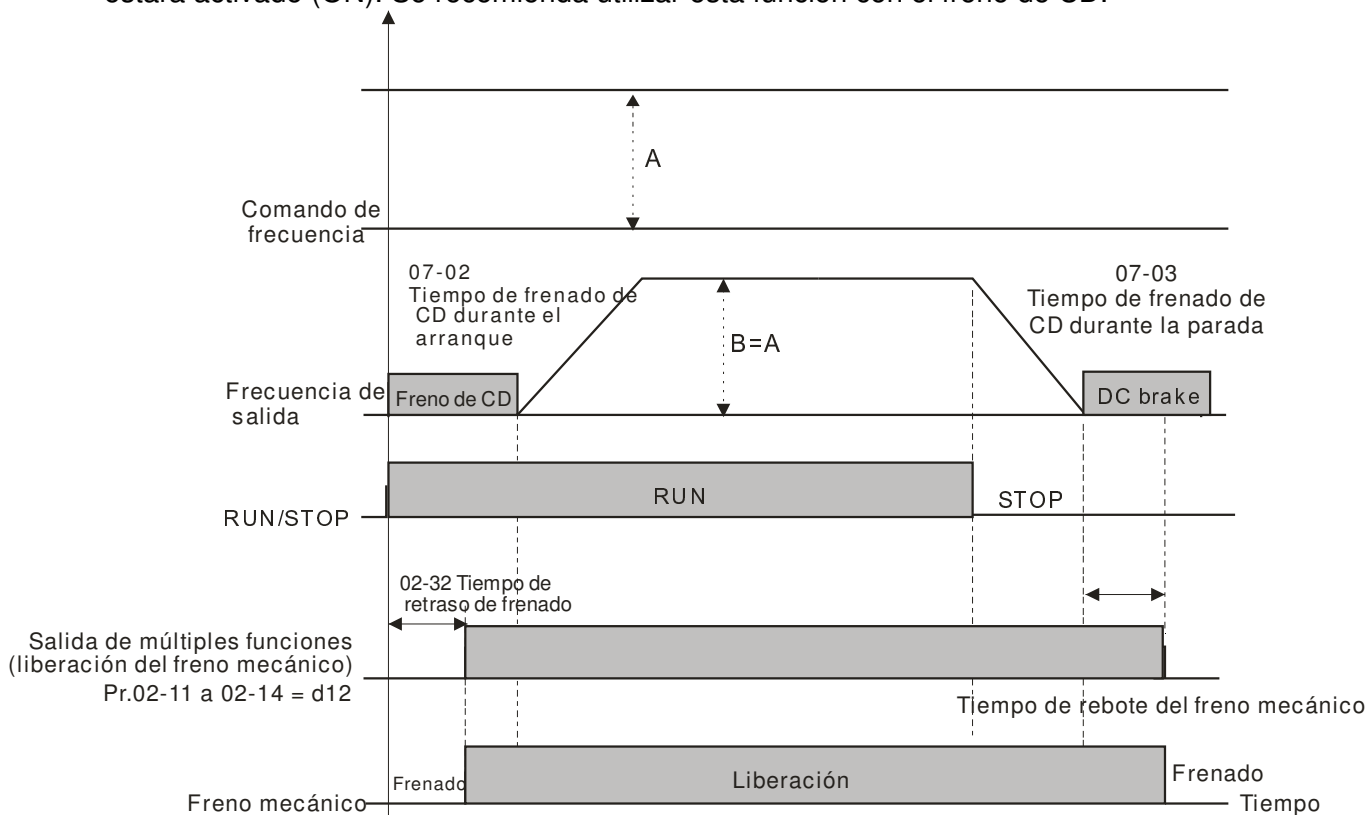 estará activado (ON). Se recomienda utilizar esta función con el freno de CD.
A
Comando de
frecuencia
07-02
Tiempo de frenado de
CD durante el
arranque
07-03
Tiempo de frenado de
CD durante la parada
B=A
Frecuencia de
salida
Freno de CD
DC brake
RUN
STOP
RUN/STOP
02-32 Tiempo de
retraso de frenado
Salida de múltiples funciones
(liberación del freno mecánico)
Pr.02-11 a 02-14 = d12
Tiempo de rebote del freno mecánico
Frenado
Liberación
Frenado
Freno mecánico
Tiempo